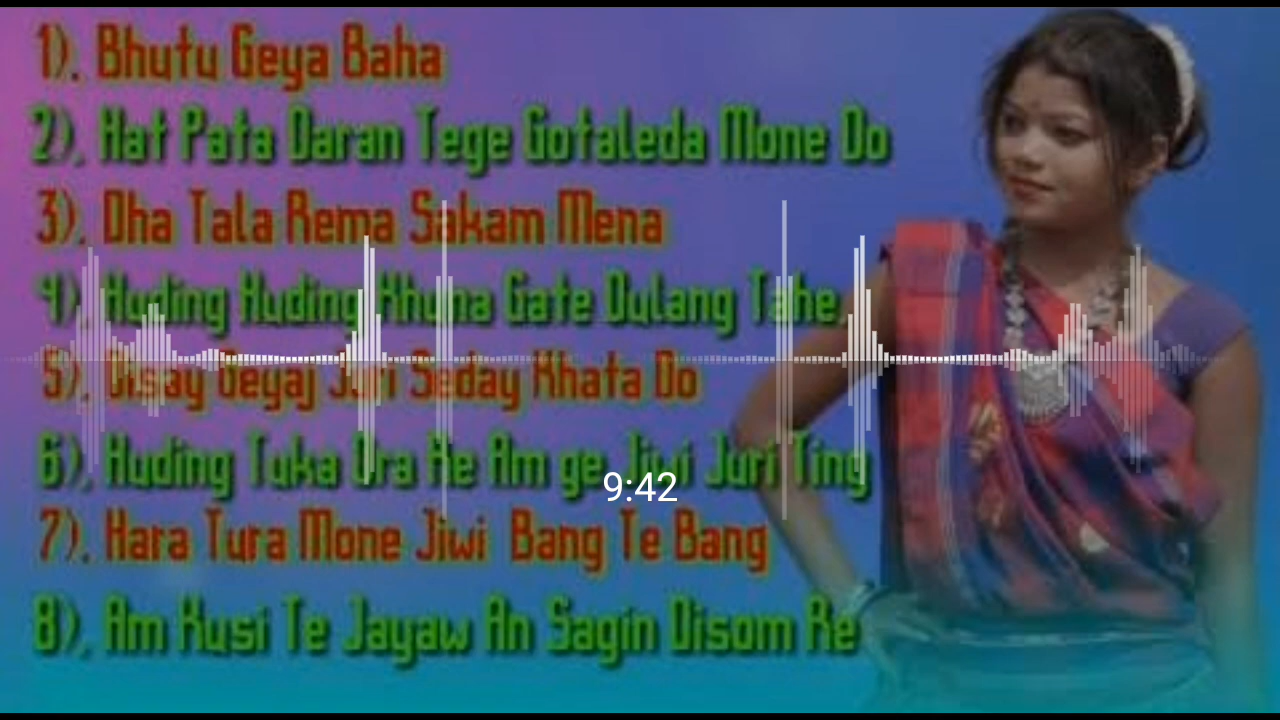 1). Bhutu Geya Baha
2). Hat Pata Daran Tege Gotaleda Mone Do
3). Dha Tala Rema Sakam Mena
4). Huding Huding Khuna Gate Dulang Tahe.
5). Disay Geyaj Juri Seday Khata Do
6). Huding Tuka Ora Re Am ge Jiwi Juri Ting
9:42
7). Hara Tura Mone Jiwi Bang Te Bang
8). Am Kusi Te Jayaw An Sagin Disom Re